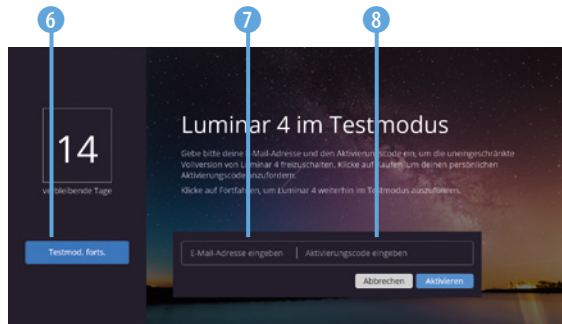 6 7 8
Luminar 4 im Testmodus
14
verbleibende Tage
Gebe bitte deine E-Mail-Adresse und den Aktivierungscode ein, um die uneingeschränkte
Vollversion von Luminar 4 freizuschalten. Klicke auf Kaufen, um deinen persönlichen
Aktivierungscode anzufordern.
Klicke auf Fortfahren, um Luminar 4 weiterhin im Testmodus auszuführen.
Testmod. forts.
E-Mail-Adresse eingeben Aktivierungscode eingeben
Abbrechen Aktivieren